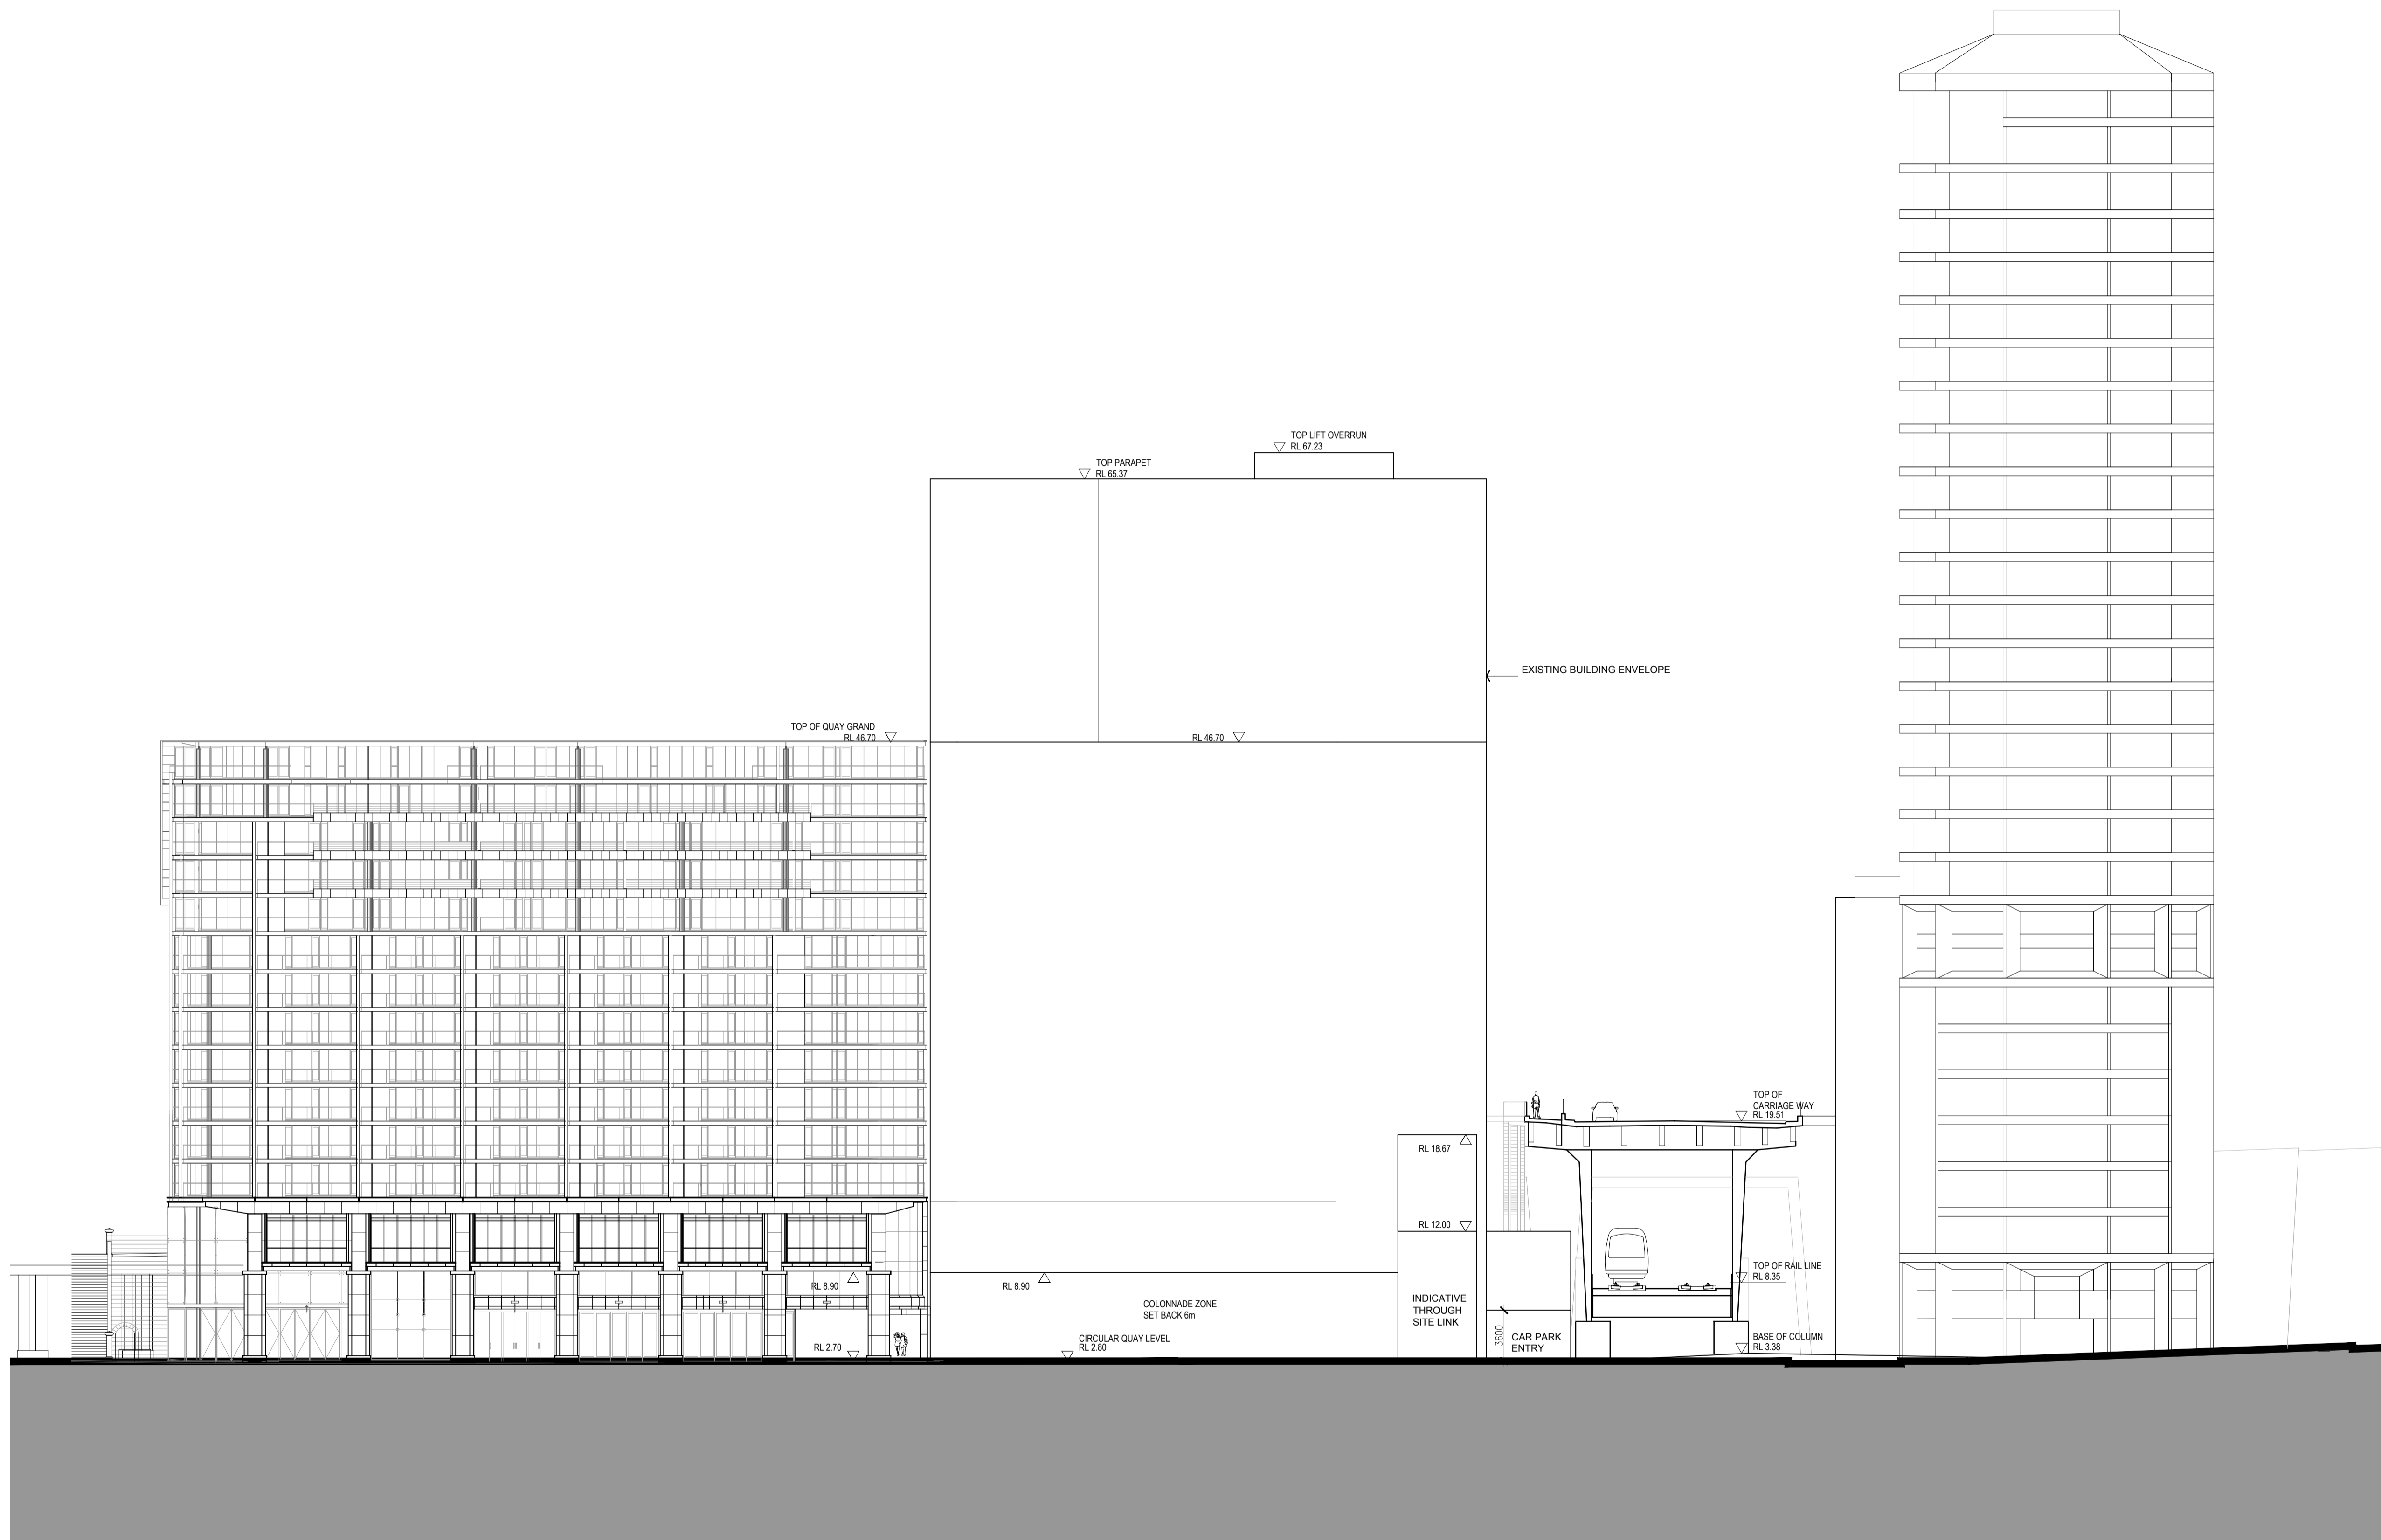 TOP LIFT OVERRUN
RL 67.23
TOP PARAPET
RL 65.37
EXISTING BUILDING ENVELOPE
TOP OF QUAY GRAND
RL 46.70
RL 46.70
TOP OF
CARRIAGE WAY
RL 19.51
RL 18.67
RL 12.00
TOP OF RAIL LINE
RL 8.35
RL 8.90
RL 8.90
COLONNADE ZONE
SET BACK 6m
INDICATIVE
THROUGH
SITE LINK
3600
CAR PARK
ENTRY
BASE OF COLUMN
RL 3.38
CIRCULAR QUAY LEVEL
RL 2.80
RL 2.70